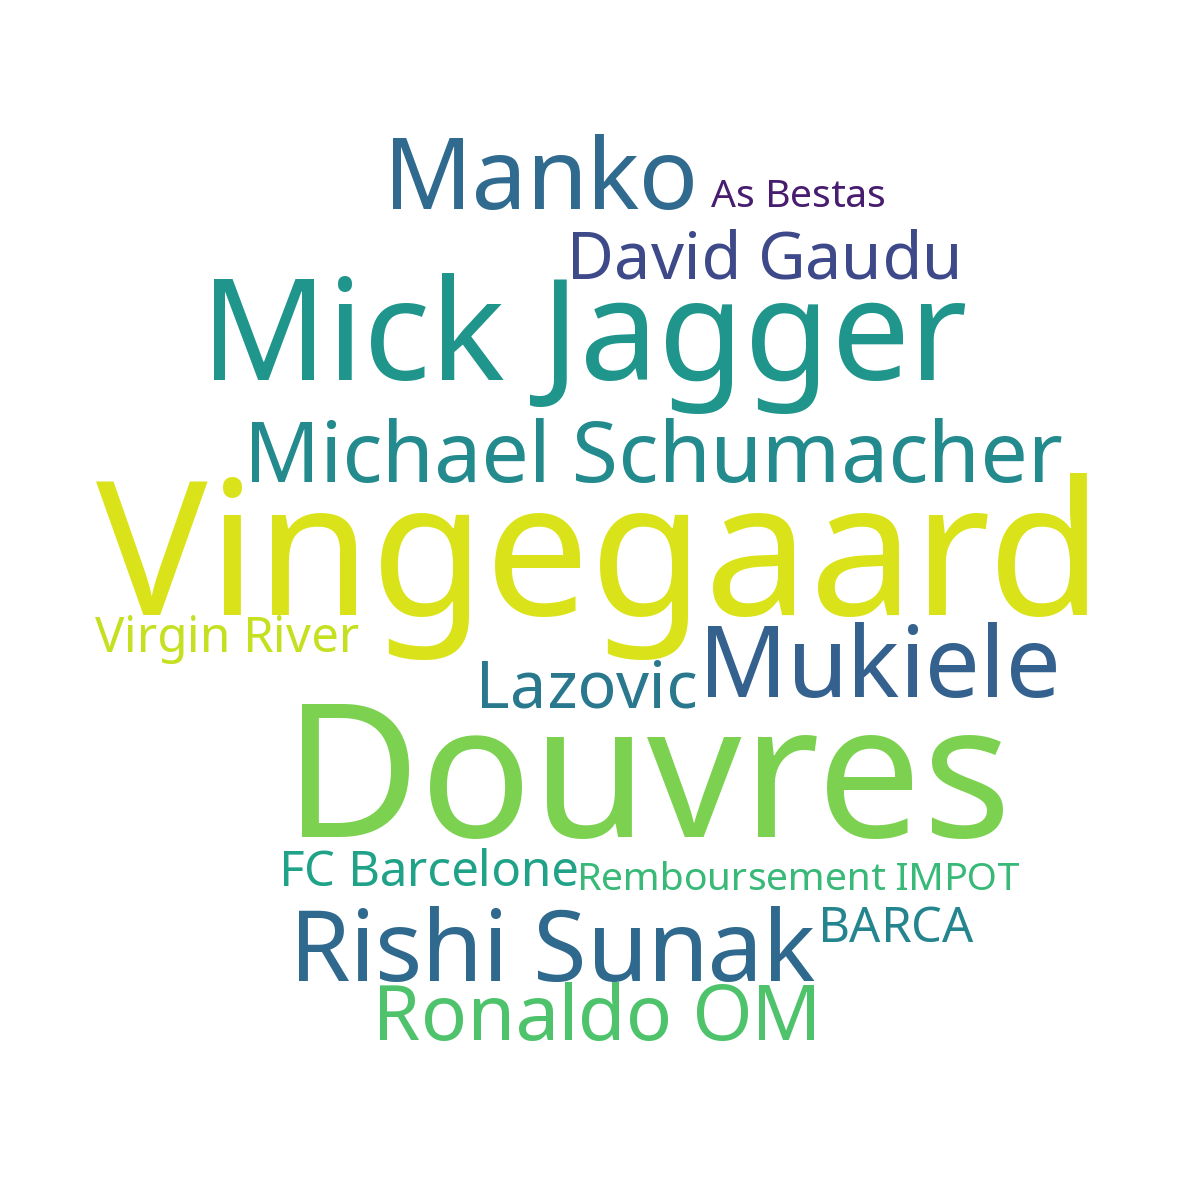 Manko
As Bestas
David Gaudu
Mick Jagger
Michael Schumacher
Vingegaard
Virgin River
Mukiele
Lazovic
Douvres
FC Barcelone
Remboursement IMPOT
Rishi Sunak
BARCA
Ronaldo OM